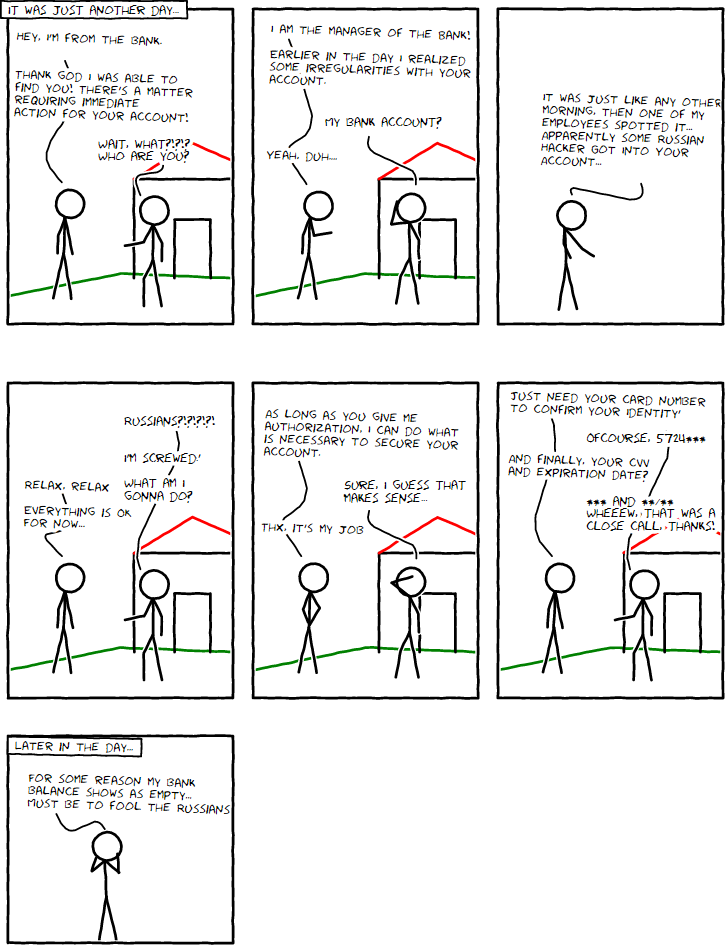 IT WAS JUST ANOTHER DAY...
HEY, I'M FROM THE BANK.
THANK GOD I WAS ABLE TO
FIND YOU! THERE'S A MATTER
REQUIRING IMMEDIATE
ACTION FOR YOUR ACCOUNT!
WAIT, WHAT?!?!?
WHO ARE YOU?
I AM THE MANAGER OF THE BANK!
EARLIER IN THE DAY I REALIZED
SOME IRREGULARITIES WITH YOUR
ACCOUNT.
MY BANK ACCOUNT?
YEAH, DUH....
IT WAS JUST LIKE ANY OTHER
MORNING, THEN ONE OF MY
EMPLOYEES SPOTTED IT...
APPARENTLY SOME RUSSIAN
HACKER GOT INTO YOUR
ACCOUNT...
RUSSIANS?!?!?!?!
I'M SCREWED!'
RELAX, RELAX
WHAT AM I
GONNA DO?
EVERYTHING IS OK
FOR NOW...
AS LONG AS YOU GIVE ME
AUTHORIZATION, I CAN DO WHAT
IS NECESSARY TO SECURE YOUR
ACCOUNT.
SURE, I GUESS THAT
MAKES SENSE...
THX, IT'S MY JOB
JUST NEED YOUR CARD NUMBER
TO CONFIRM YOUR IDENTITY'
OFCOURSE, 5724***
AND FINALLY, YOUR CVV
AND EXPIRATION DATE?
*** AND **/**
WHEEEW, THAT WAS A
CLOSE CALL, THANKS!
LATER IN THE DAY...
FOR SOME REASON MY BANK
BALANCE SHOWS AS EMPTY...
MUST BE TO FOOL THE RUSSIANS